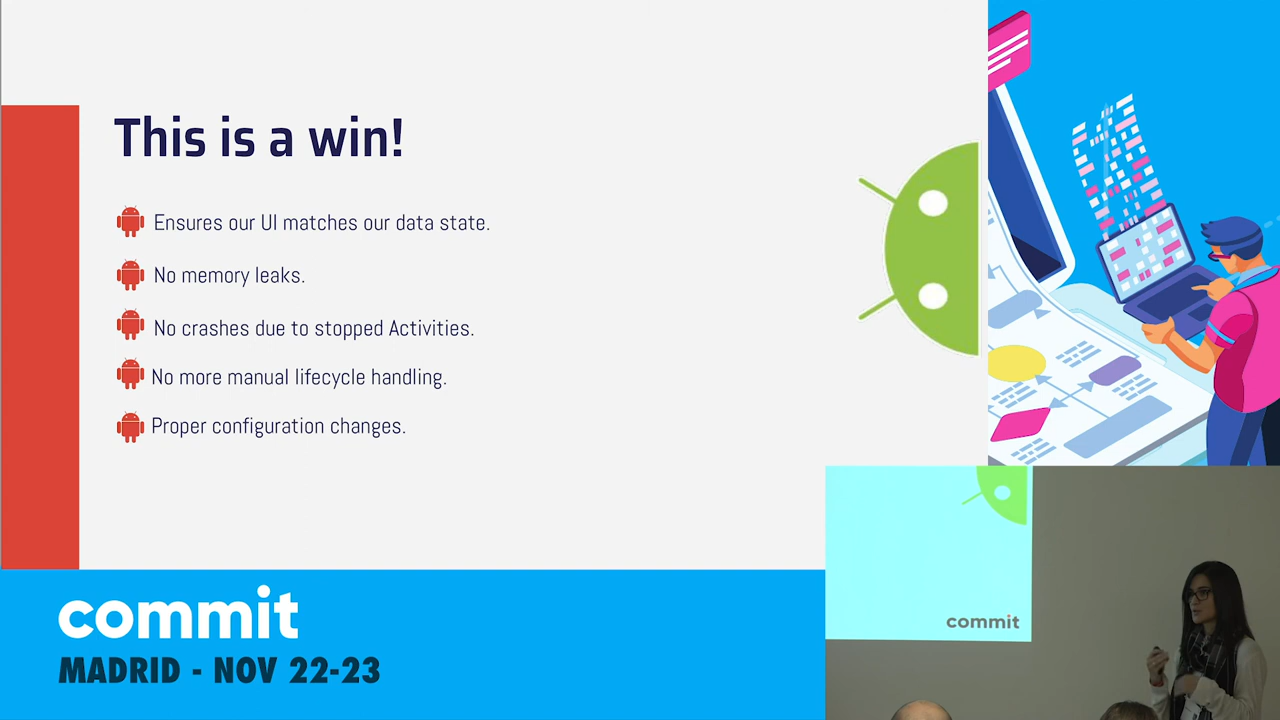 This is a win!
Ensures our UI matches our data state.
No memory leaks.
No crashes due to stopped Activities.
No more manual lifecycle handling.
Proper configuration changes.
commit
MADRID - NOV 22-23
commit